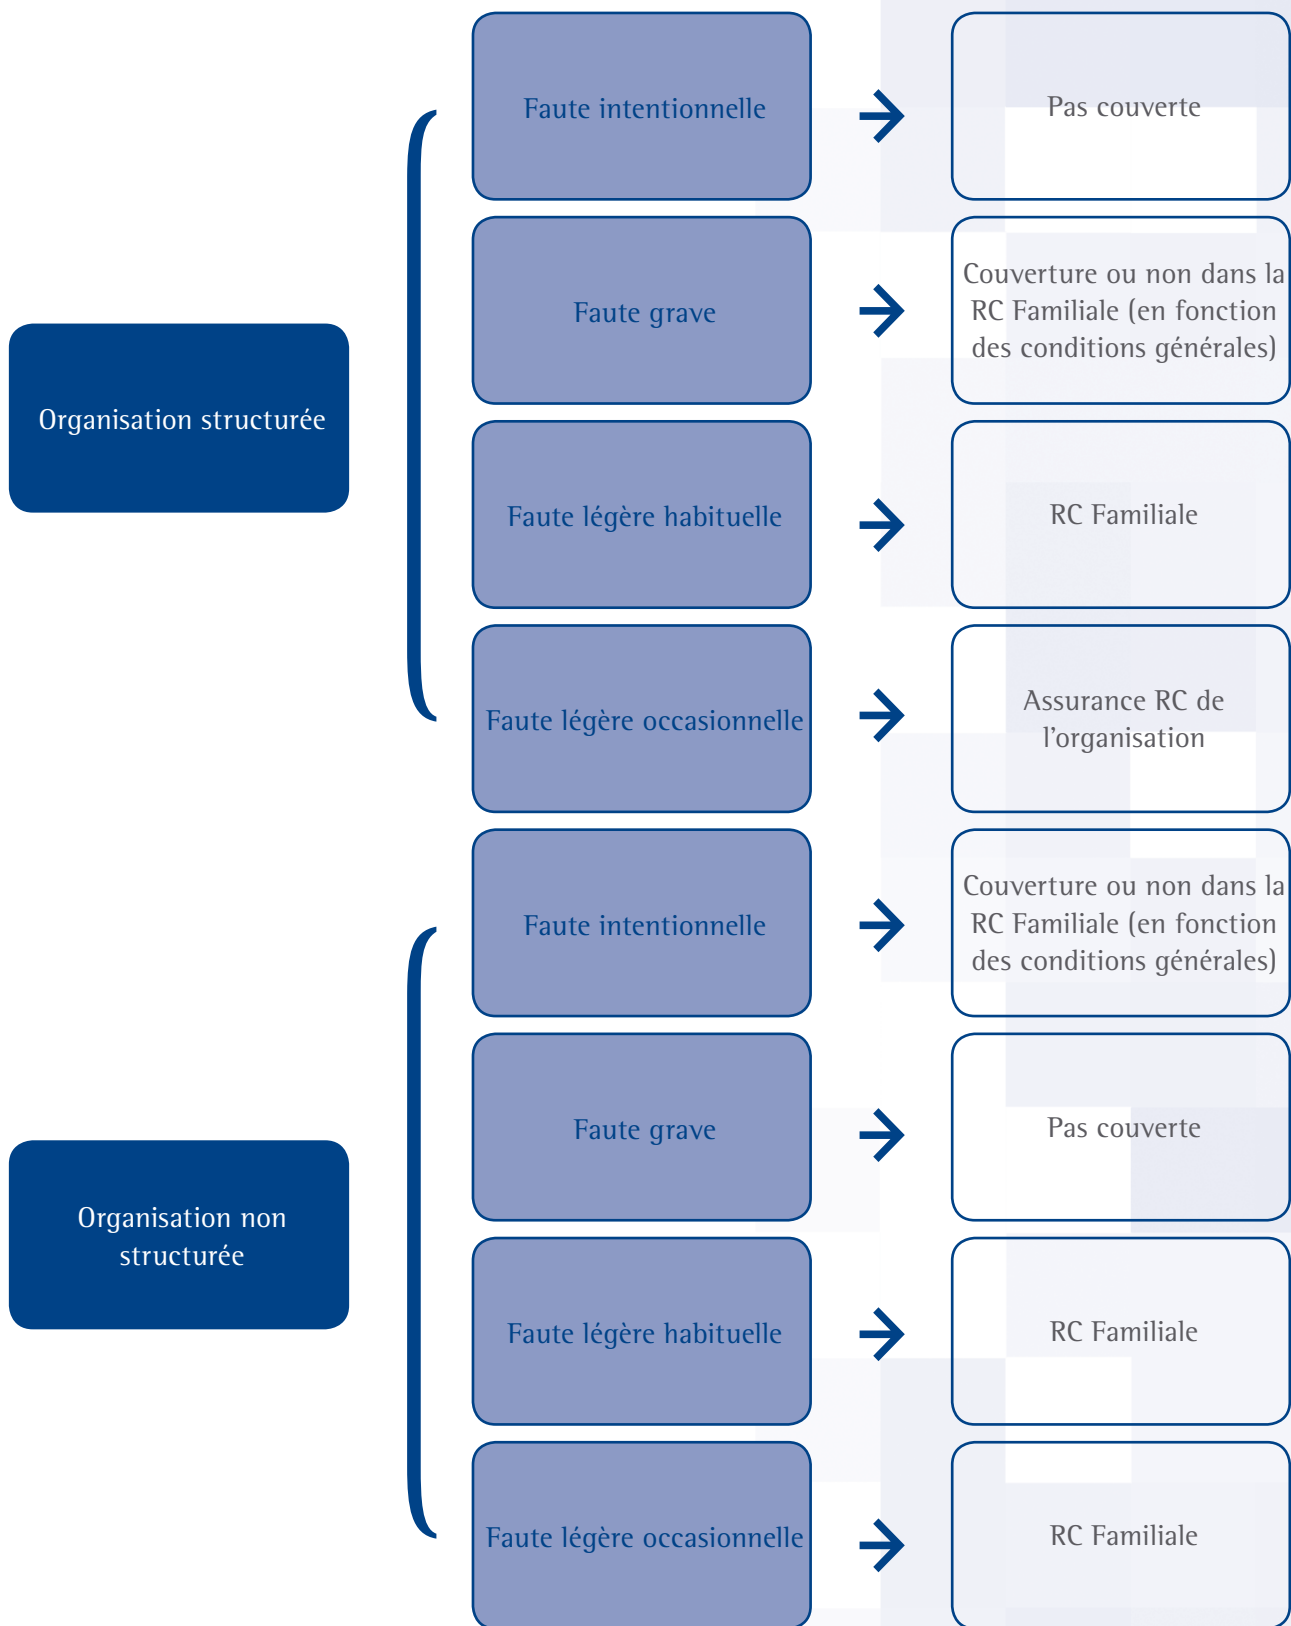 Organisation structurée
Faute intentionnelle
Pas couverte
Faute grave
Couverture ou non dans la
RC Familiale (en fonction
des conditions générales)
Faute légère habituelle
RC Familiale
Faute légère occasionnelle
Assurance RC de
l'organisation
Organisation non
structurée
Faute intentionnelle
Couverture ou non dans la
RC Familiale (en fonction
des conditions générales)
Faute grave
Pas couverte
Faute légère habituelle
RC Familiale
Faute légère occasionnelle
RC Familiale